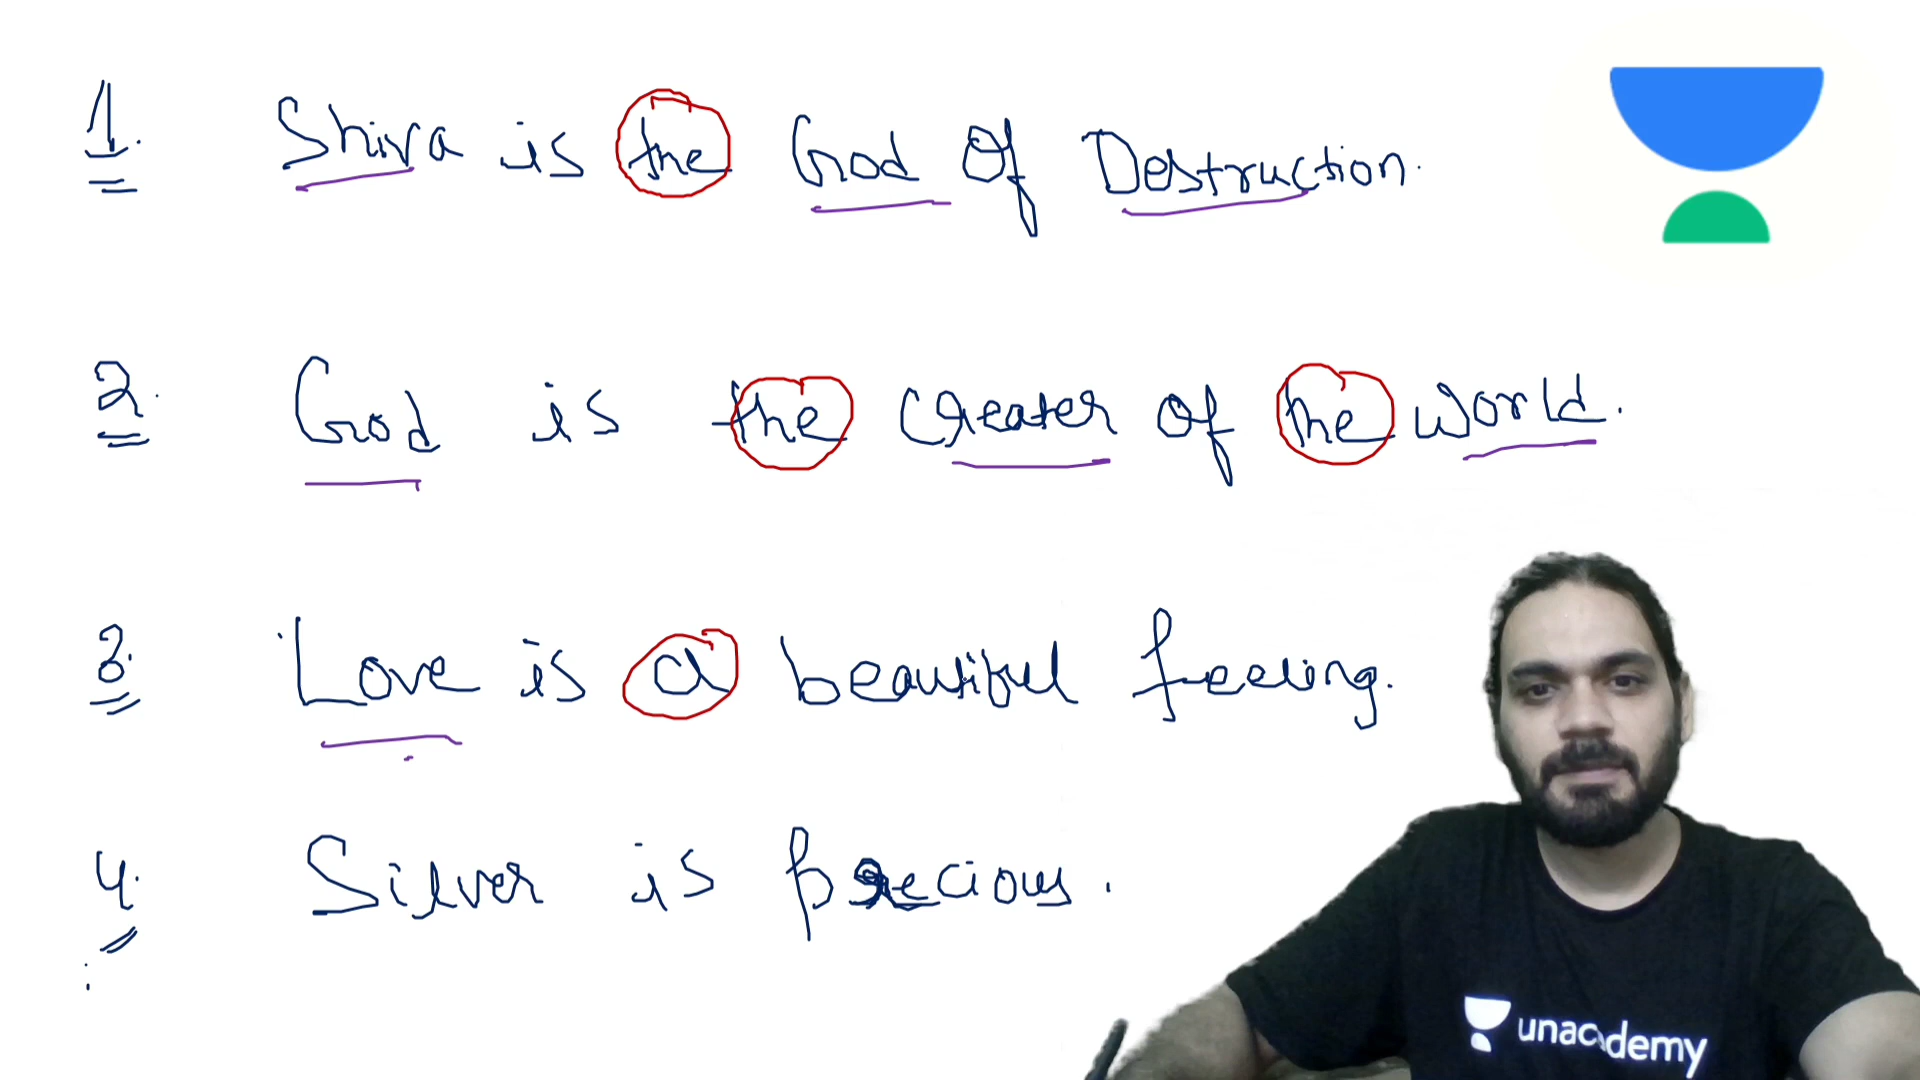 1. Shiva is the God Of Destruction.
2. God is the Creater of the world.
3. Love is a beautiful feeling.
4. Silver is precious.
unacademy